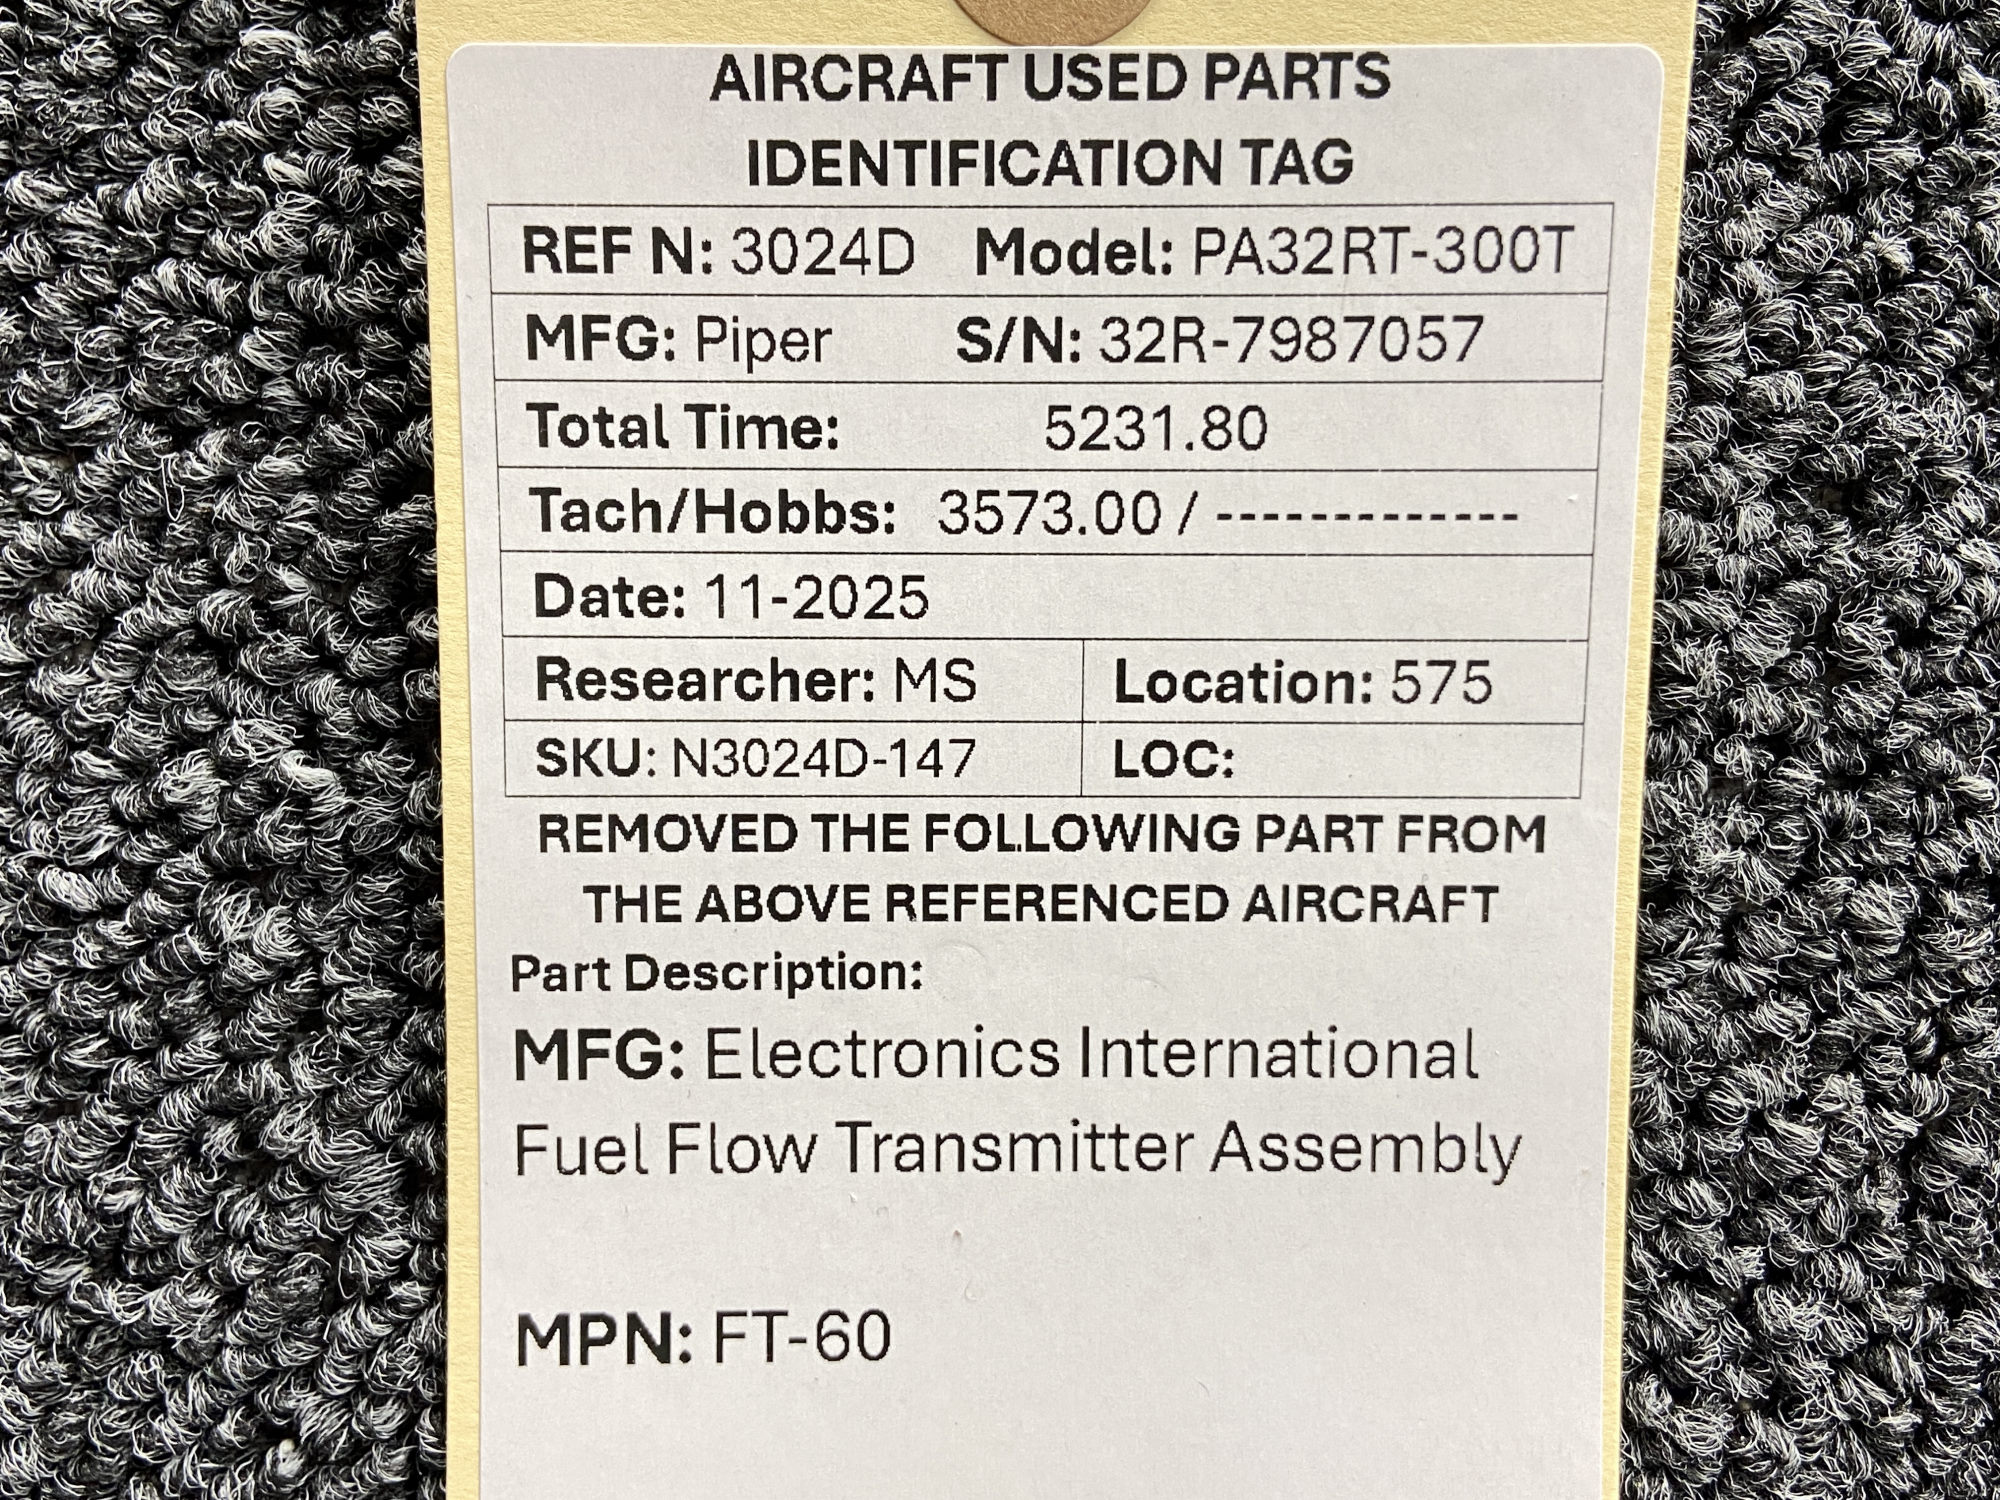 AIRCRAFT USED PARTS
IDENTIFICATION TAG
REF N: 3024D Model: PA32RT-300T
MFG: Piper S/N: 32R-7987057
Total Time: 5231.80
Tach/Hobbs: 3573.00 / -------------
Date: 11-2025
Researcher: MS Location: 575
SKU: N3024D-147 LOC:
REMOVED THE FOLLOWING PART FROM
THE ABOVE REFERENCED AIRCRAFT
Part Description:
MFG: Electronics International
Fuel Flow Transmitter Assembly
MPN: FT-60